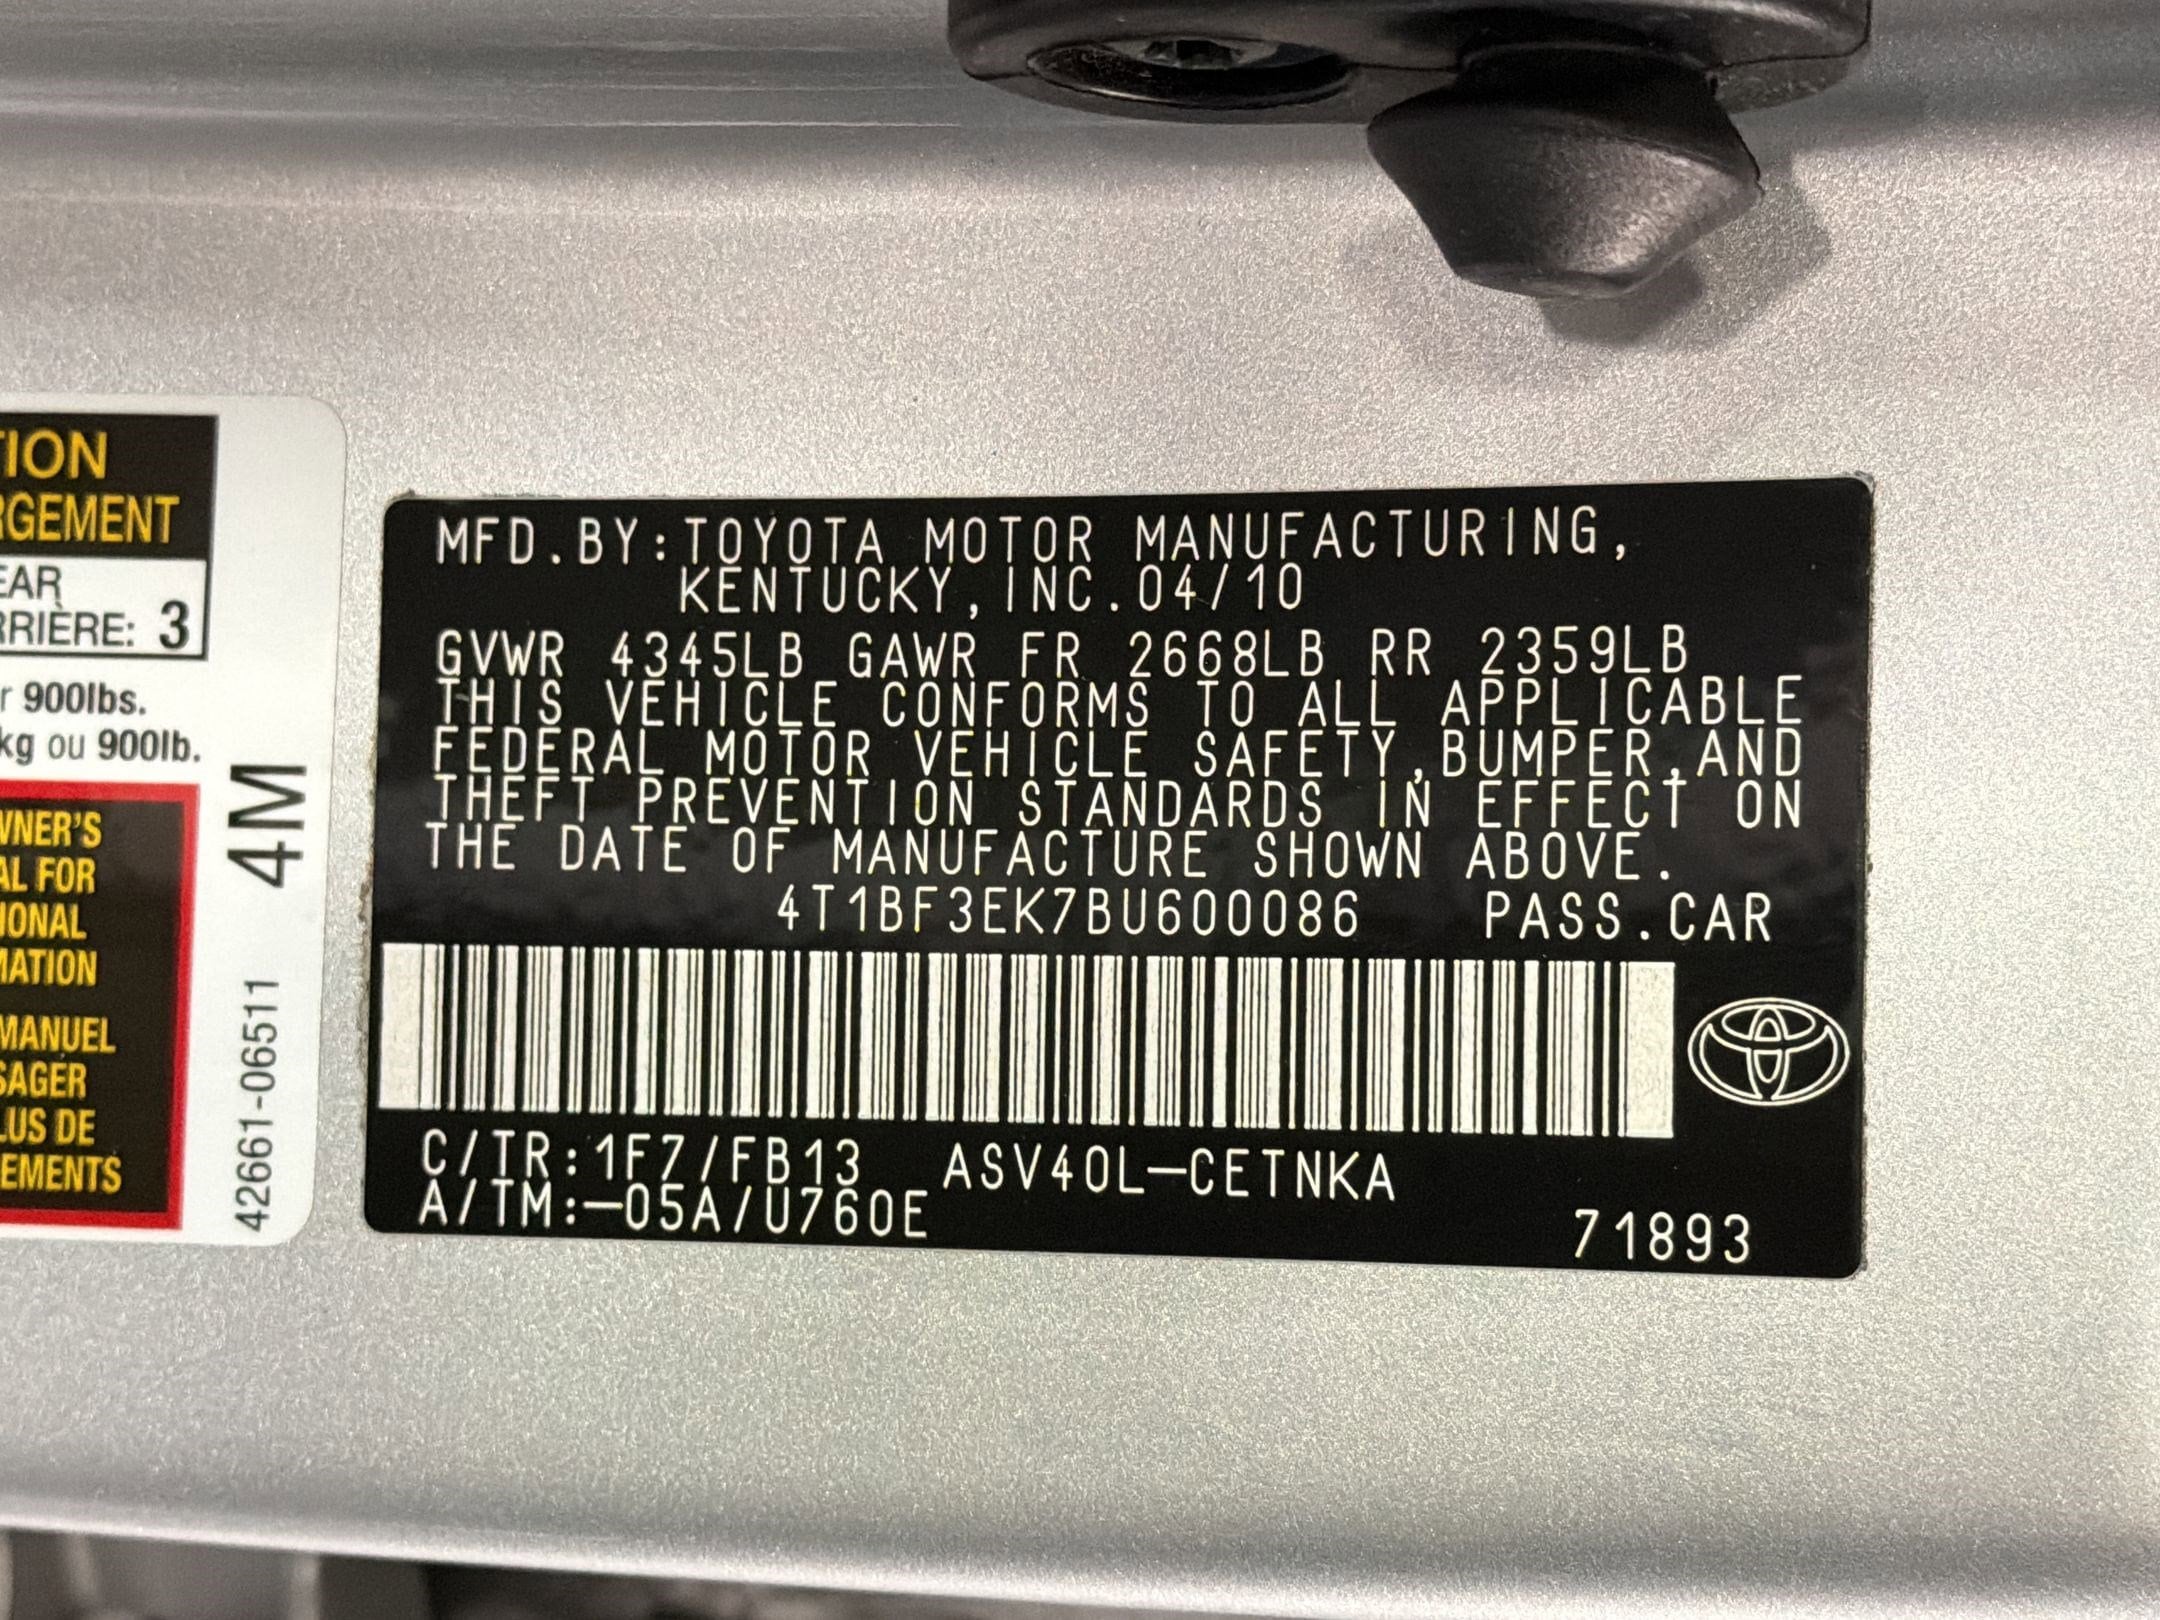 TION
RGEMENT
EAR
RRIÈRE: 3
r 900lbs.
kg ou 900lb.
WNER'S
AL FOR
IONAL
MATION
MANUEL
SAGER
LUS DE
EMENTS
4M
42661-06511
MFD.BY:TOYOTA MOTOR MANUFACTURING,
KENTUCKY,INC.04/10
GVWR 4345LB GAWR FR 2668LB RR 2359LB
THIS VEHICLE CONFORMS TO ALL APPLICABLE
FEDERAL MOTOR VEHICLE SAFETY,BUMPER,AND
THEFT PREVENTION STANDARDS IN EFFECT ON
THE DATE OF MANUFACTURE SHOWN ABOVE.
4T1BF3EK7BU600086 PASS.CAR
C/TR:1F7/FB13 ASV40L-CETNKA
A/TM:-05A/U760E
71893